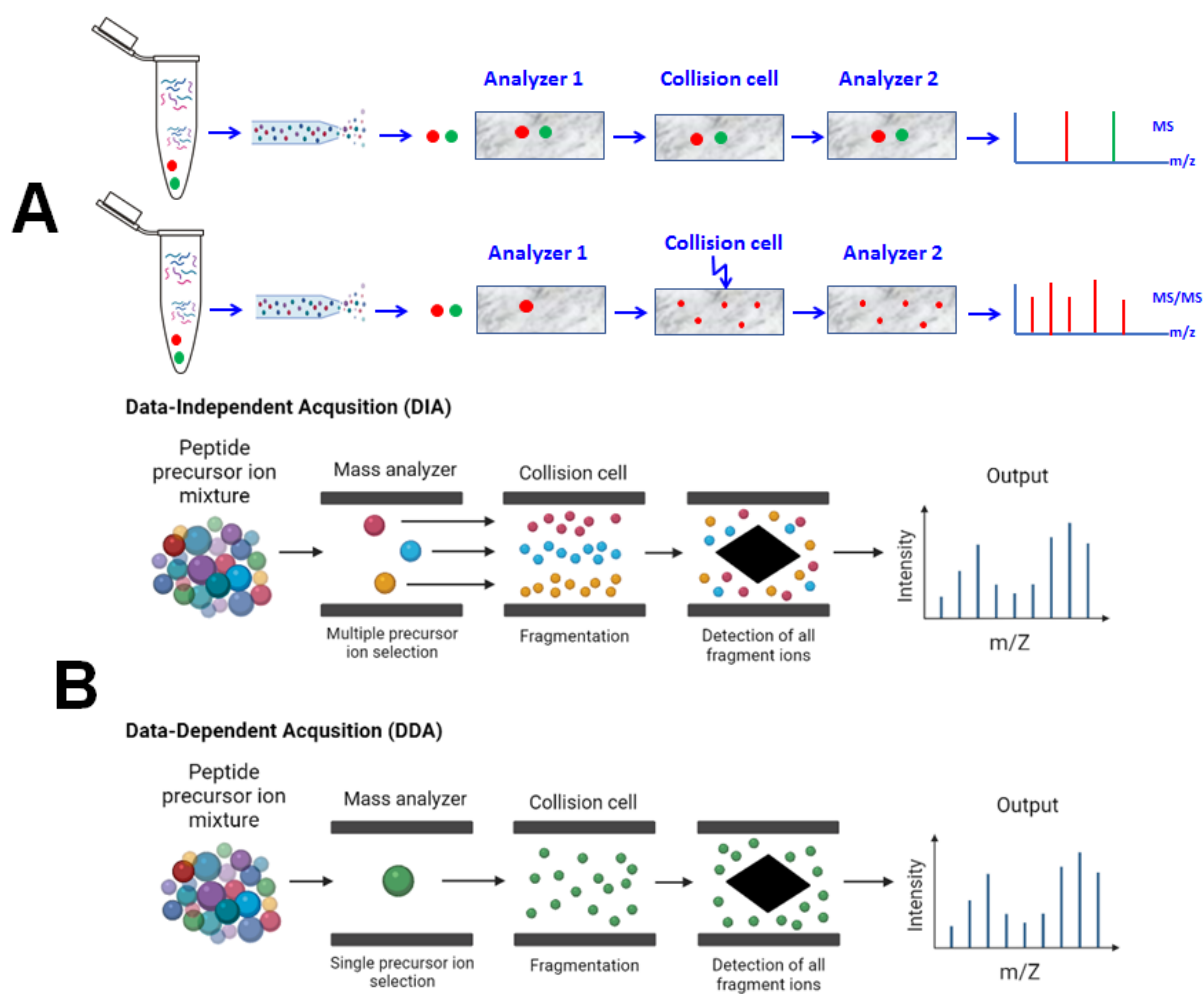 A
Analyzer 1
Collision cell
Analyzer 2
MS
m/z
Analyzer 1
Collision cell
Analyzer 2
MS/MS
m/z
B
Data-Independent Acqusition (DIA)
Peptide
precursor ion
mixture
Mass analyzer
Collision cell
Output
Intensity
m/Z
Multiple precursor
ion selection
Fragmentation
Detection of all
fragment ions
Data-Dependent Acqusition (DDA)
Peptide
precursor ion
mixture
Mass analyzer
Collision cell
Output
Intensity
m/Z
Single precursor ion
selection
Fragmentation
Detection of all
fragment ions